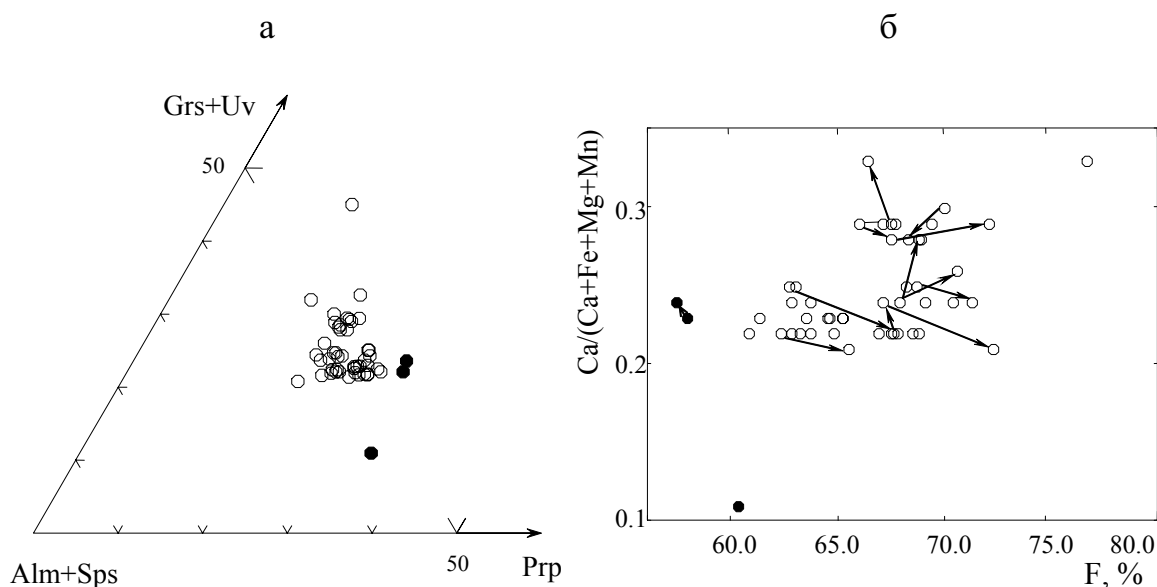 а
Grs+Uv
50
Alm+Sps
50
Prp
б
Ca/(Ca+Fe+Mg+Mn)
0.3
0.2
0.1
60.0 65.0 70.0 75.0 80.0
F, %